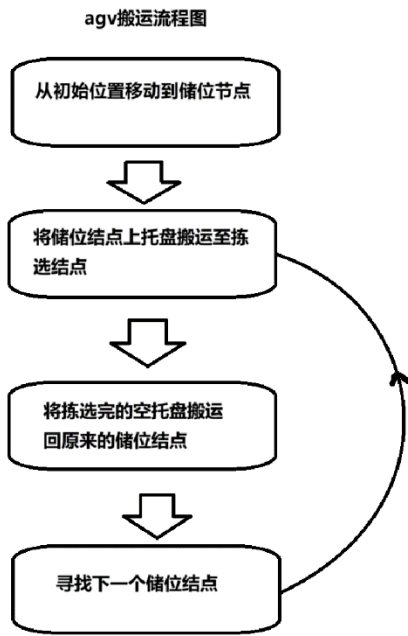 agv搬运流程图
从初始位置移动到储位节点
将储位结点上托盘搬运至拣
选结点
将拣选完的空托盘搬运
回原来的储位结点
寻找下一个储位结点